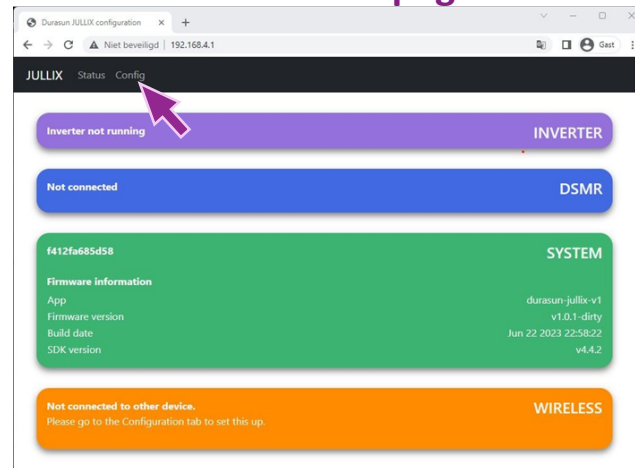 page
Durasun JULLIX configuration
Niet beveiligd | 192.168.4.1
Gast
JULLIX Status Config
Inverter not running INVERTER
Not connected DSMR
f412fa685d58 SYSTEM
Firmware information
App durasun-jullix-v1
Firmware version v1.0.1-dirty
Build date Jun 22 2023 22:58:22
SDK version v4.4.2
Not connected to other device. WIRELESS
Please go to the Configuration tab to set this up.